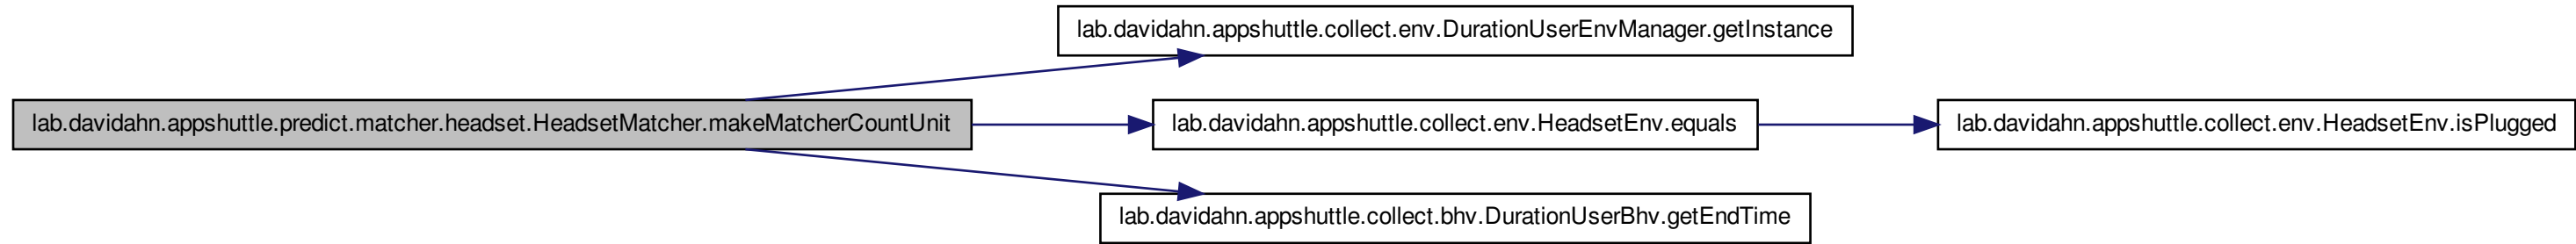 lab.davidahn.appshuttle.collect.env.DurationUserEnvManager.getInstance
lab.davidahn.appshuttle.predict.matcher.headset.HeadsetMatcher.makeMatcherCountUnit
lab.davidahn.appshuttle.collect.env.HeadsetEnv.equals
lab.davidahn.appshuttle.collect.env.HeadsetEnv.isPlugged
lab.davidahn.appshuttle.collect.bhv.DurationUserBhv.getEndTime